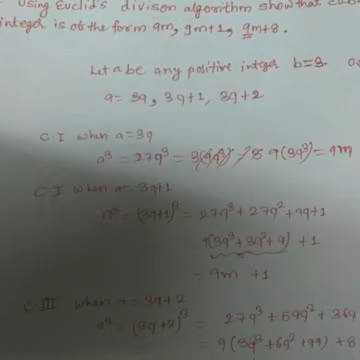 Using Euclid's divison algorithm show that cube
integer is of the form 9m, 9m+1, 9m+8.
Let a be any positive integer b=3.
a = 3q, 3q+1, 3q+2
C.I when a=3q
a³ = 27q³ = 9(3q³) = 9m
C.I when a= 3q+1
a³ = (3q+1)³ = 27q³ + 27q² + 9q + 1
9(3q³+3q²+q) + 1
= 9m + 1
C.III when a = 3q+2
a³ = (3q+2)³ = 27q³ + 54q² + 36q
= 9(3q³+6q²+4q) + 8